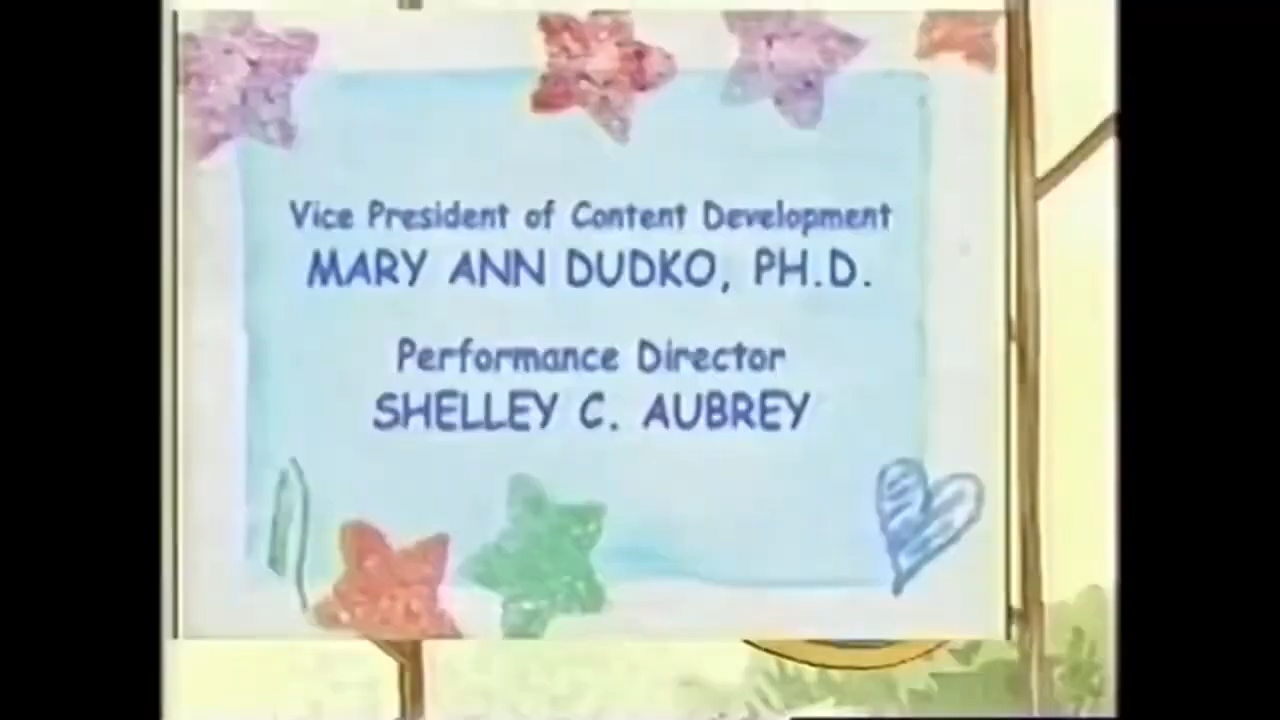 Vice President of Content Development
MARY ANN DUDKO, PH.D.
Performance Director
SHELLEY C. AUBREY